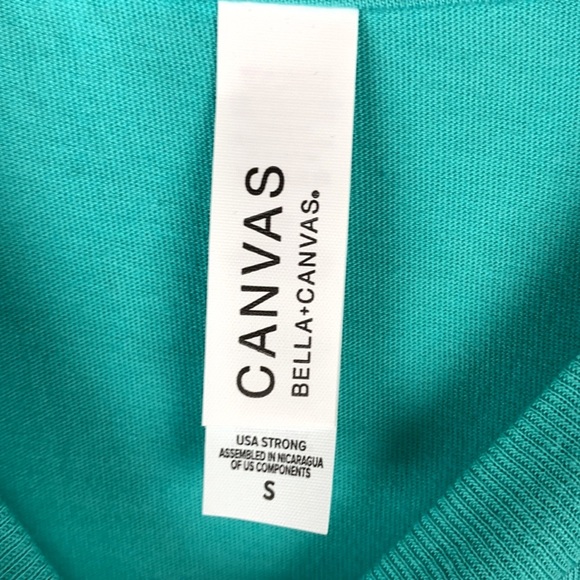 CANVAS
BELLA+CANVAS®
USA STRONG
ASSEMBLED IN NICARAGUA
OF US COMPONENTS
S